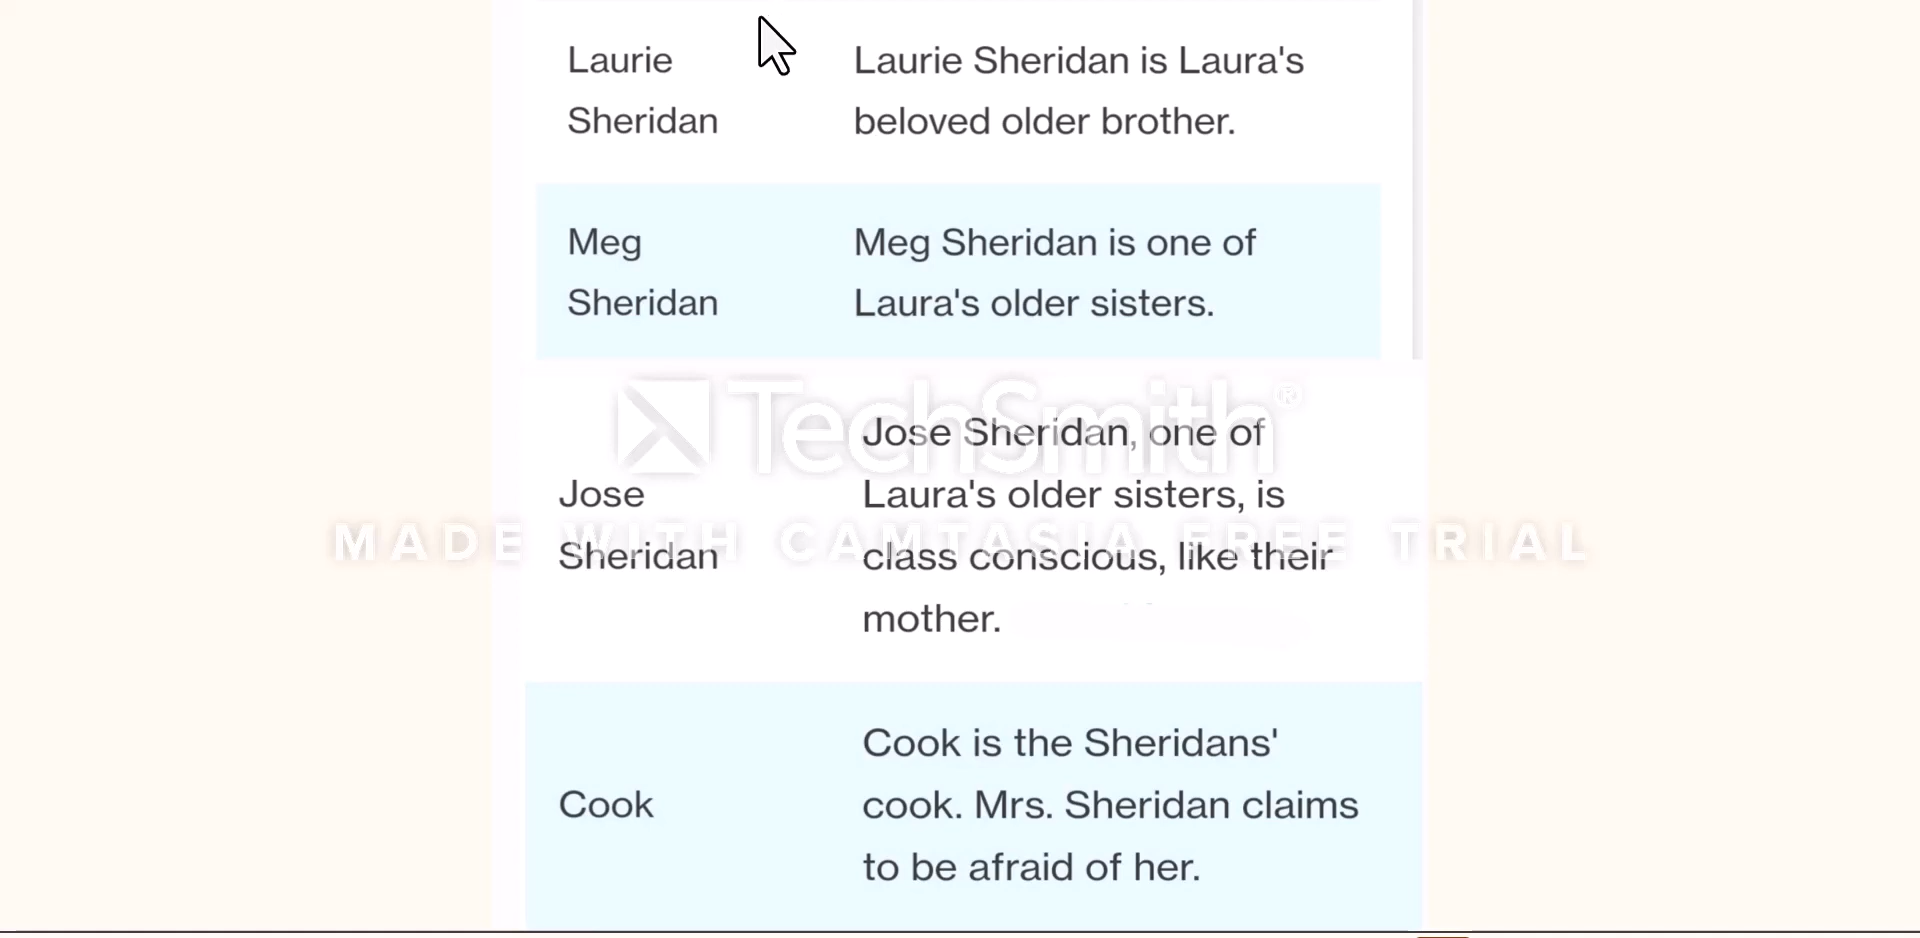 Laurie
Sheridan
Laurie Sheridan is Laura's
beloved older brother.
Meg
Sheridan
Meg Sheridan is one of
Laura's older sisters.
TechSmith®
Jose
Sheridan
Jose Sheridan, one of
Laura's older sisters, is
class conscious, like their
mother.
MADE WITH CAMTASIA FREE TRIAL
Cook
Cook is the Sheridans'
cook. Mrs. Sheridan claims
to be afraid of her.